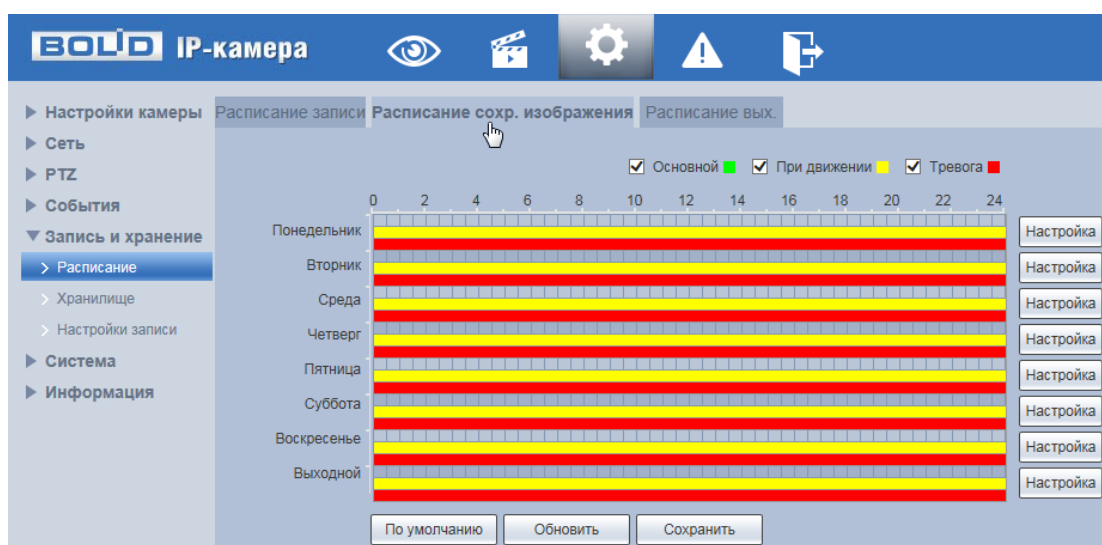 BOLID IP-камера
Настройки камеры
Сеть
PTZ
События
Запись и хранение
Расписание
Хранилище
Настройки записи
Система
Информация
Расписание записи Расписание сохр. изображения Расписание вых.
Основной При движении Тревога
0 2 4 6 8 10 12 14 16 18 20 22 24
Понедельник Настройка
Вторник Настройка
Среда Настройка
Четверг Настройка
Пятница Настройка
Суббота Настройка
Воскресенье Настройка
Выходной Настройка
По умолчанию Обновить Сохранить